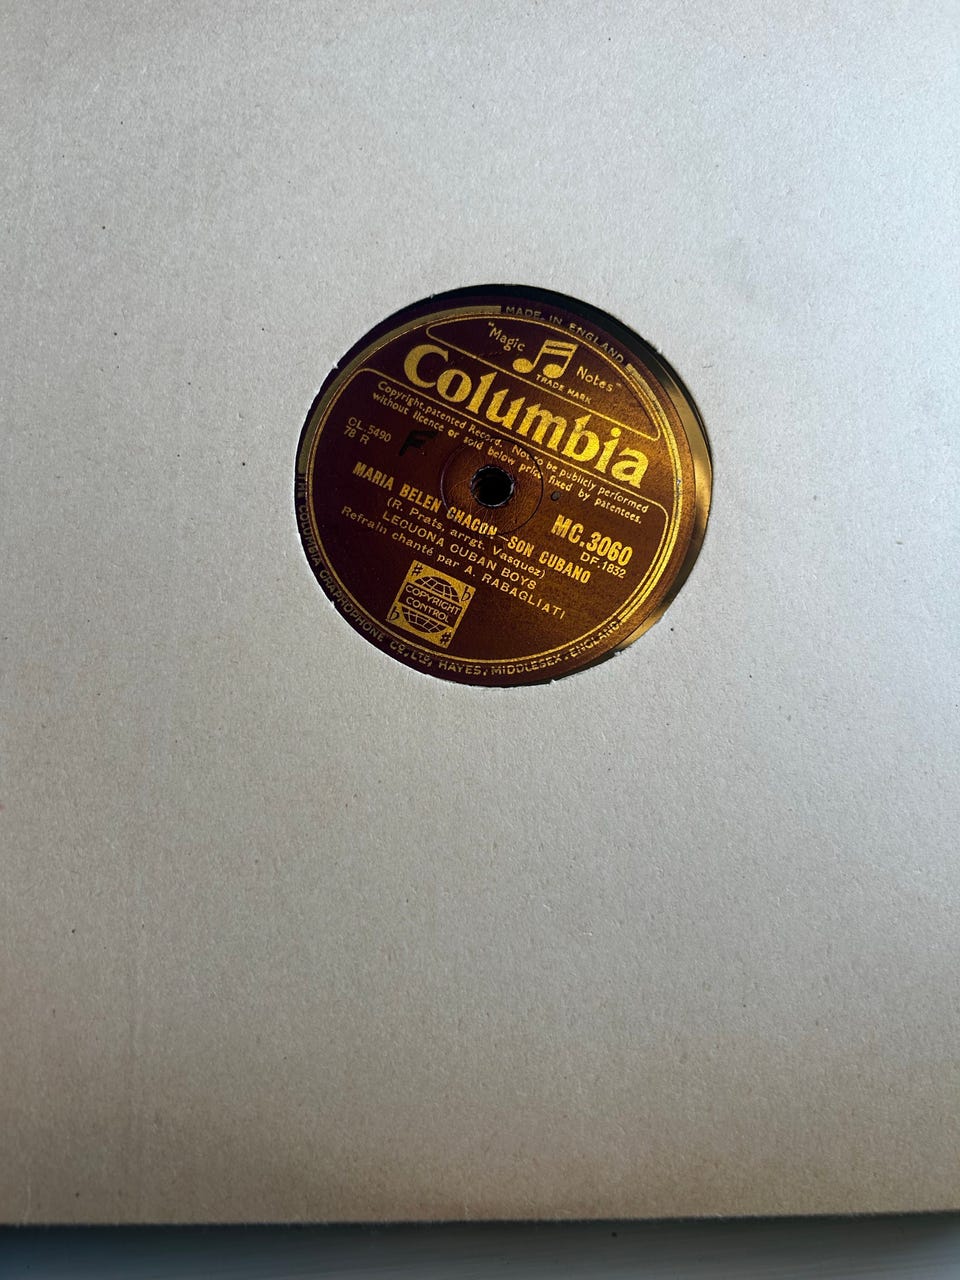 MADE IN ENGLAND
"Magic Notes"
TRADE MARK
Columbia
Copyright, patented Record. Not to be publicly performed
without licence or sold below price fixed by patentees.
CL.5490
78 R
F
MC.3060
DF.1832
MARIA BELEN CHACON—SON CUBANO
(R. Prats, arrgt. Vasquez)
LECUONA CUBAN BOYS
Refrain chanté par A. RABAGLIATI
COPYRIGHT
CONTROL
THE COLUMBIA GRAPHOPHONE CO. LTD. HAYES, MIDDLESEX, ENGLAND.